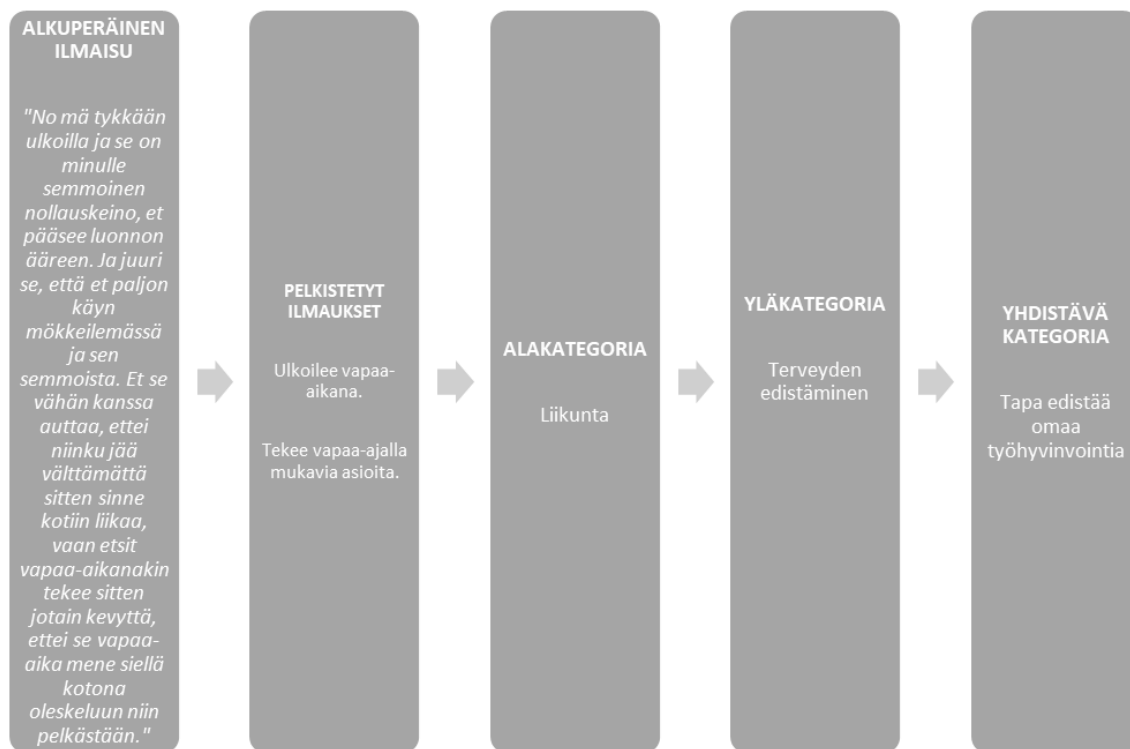 ALKUPERÄINEN
ILMAISU
"No mä tykkään
ulkoilla ja se on
minulle
semmoinen
nollauskeino, et
pääsee luonnon
ääreen. Ja juuri
se, että et paljon
käyn
mökkeilemässä
ja sen
semmoista. Et se
vähän kanssa
auttaa, ettei
niinku jää
välttämättä
sitten sinne
kotiin liikaa,
vaan etsit
vapaa-aikanakin
tekee sitten
jotain kevyttä,
ettei se vapaa-
aika mene siellä
kotona
oleskeluun niin
pelkästään."
PELKISTETYT
ILMAUKSET
Ulkoilee vapaa-
aikana.
Tekee vapaa-ajalla
mukavia asioita.
ALAKATEGORIA
Liikunta
YLÄKATEGORIA
Terveyden
edistäminen
YHDISTÄVÄ
KATEGORIA
Tapa edistää
omaa
työhyvinvointia